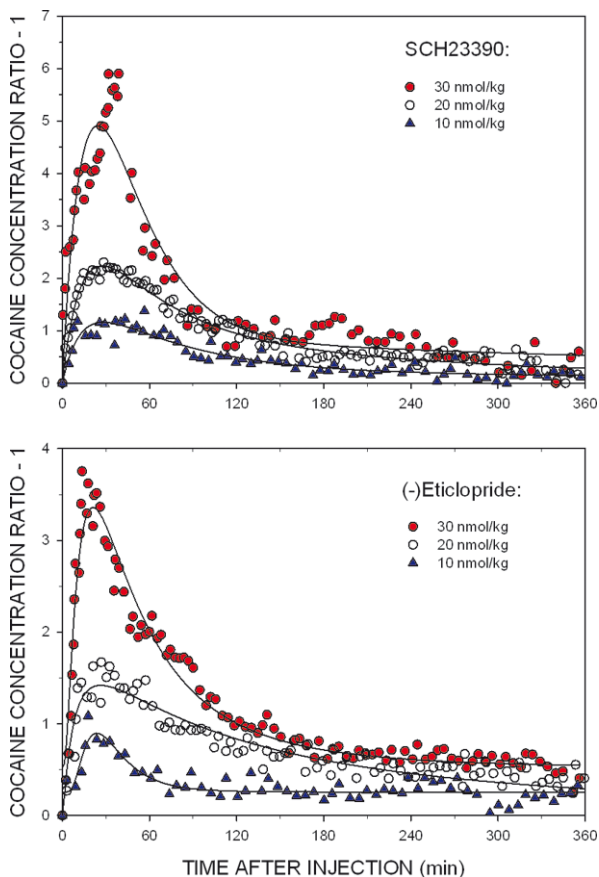 COCAINE CONCENTRATION RATIO - 1
7
6
5
4
3
2
1
0
SCH23390:
30 nmol/kg
20 nmol/kg
10 nmol/kg
0 60 120 180 240 300 360
COCAINE CONCENTRATION RATIO - 1
4
3
2
1
0
(-)Eticlopride:
30 nmol/kg
20 nmol/kg
10 nmol/kg
0 60 120 180 240 300 360
TIME AFTER INJECTION (min)